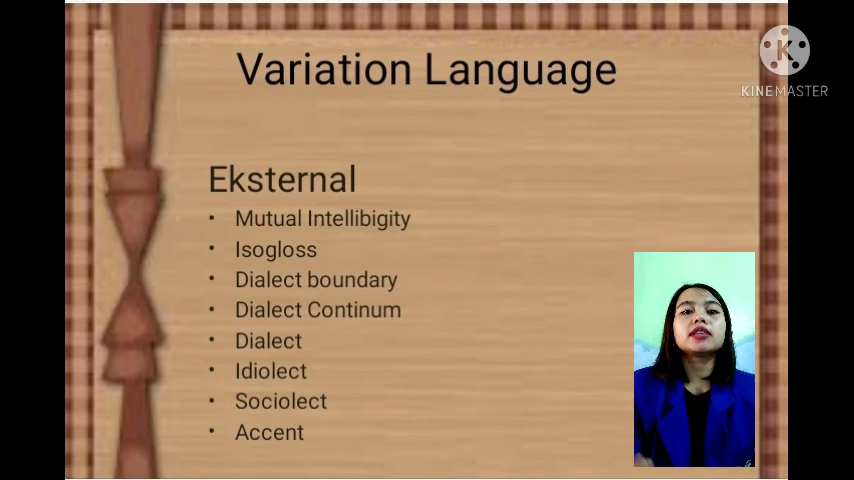 Variation Language
K
KINEMASTER
Eksternal
• Mutual Intellibigity
• Isogloss
• Dialect boundary
• Dialect Continum
• Dialect
• Idiolect
• Sociolect
• Accent